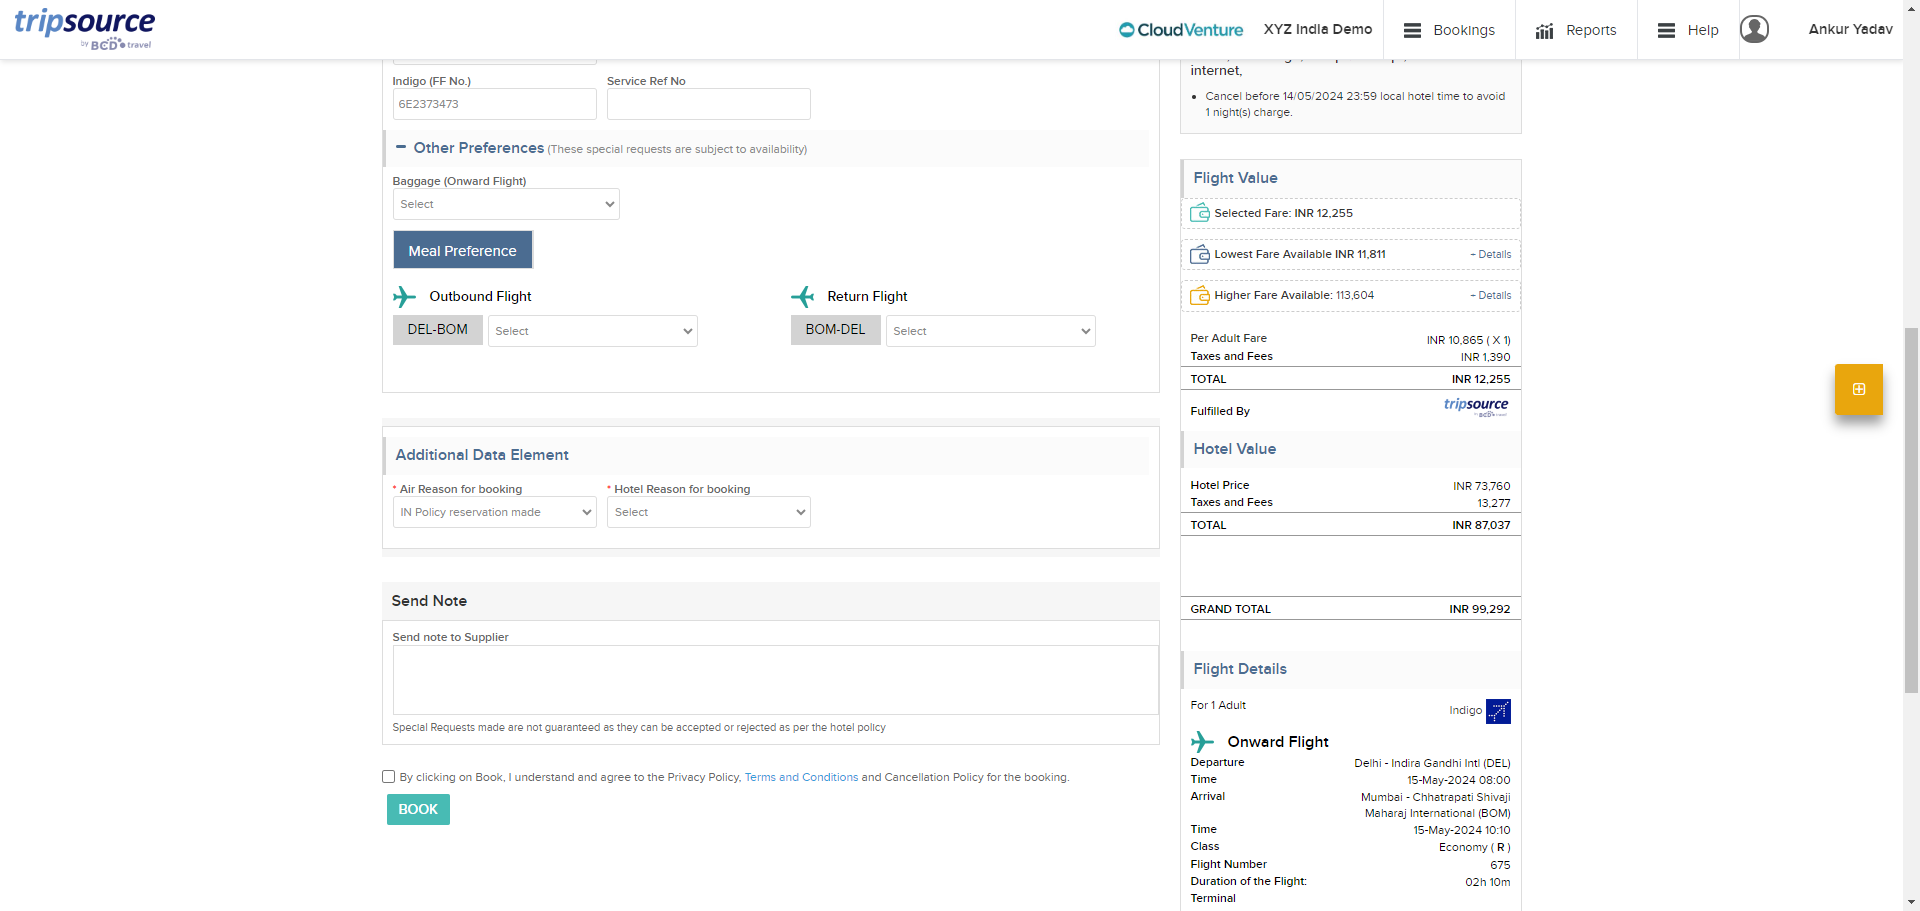 tripsource
by BCD travel
CloudVenture
XYZ India Demo
Bookings
Reports
Help
Ankur Yadav
Indigo (FF No.)
Service Ref No
6E2373473
− Other Preferences (These special requests are subject to availability)
Baggage (Onward Flight)
Select
Meal Preference
Outbound Flight
Return Flight
DEL-BOM
Select
BOM-DEL
Select
Additional Data Element
* Air Reason for booking
* Hotel Reason for booking
IN Policy reservation made
Select
Send Note
Send note to Supplier
Special Requests made are not guaranteed as they can be accepted or rejected as per the hotel policy
By clicking on Book, I understand and agree to the Privacy Policy, Terms and Conditions and Cancellation Policy for the booking.
BOOK
internet,
• Cancel before 14/05/2024 23:59 local hotel time to avoid
1 night(s) charge.
Flight Value
Selected Fare: INR 12,255
Lowest Fare Available INR 11,811
+ Details
Higher Fare Available: 113,604
+ Details
Per Adult Fare
INR 10,865 ( X 1)
Taxes and Fees
INR 1,390
TOTAL
INR 12,255
Fulfilled By
tripsource
Hotel Value
Hotel Price
INR 73,760
Taxes and Fees
13,277
TOTAL
INR 87,037
GRAND TOTAL
INR 99,292
Flight Details
For 1 Adult
Indigo
Onward Flight
Departure
Delhi - Indira Gandhi Intl (DEL)
Time
15-May-2024 08:00
Arrival
Mumbai - Chhatrapati Shivaji
Maharaj International (BOM)
Time
15-May-2024 10:10
Class
Economy ( R )
Flight Number
675
Duration of the Flight:
02h 10m
Terminal